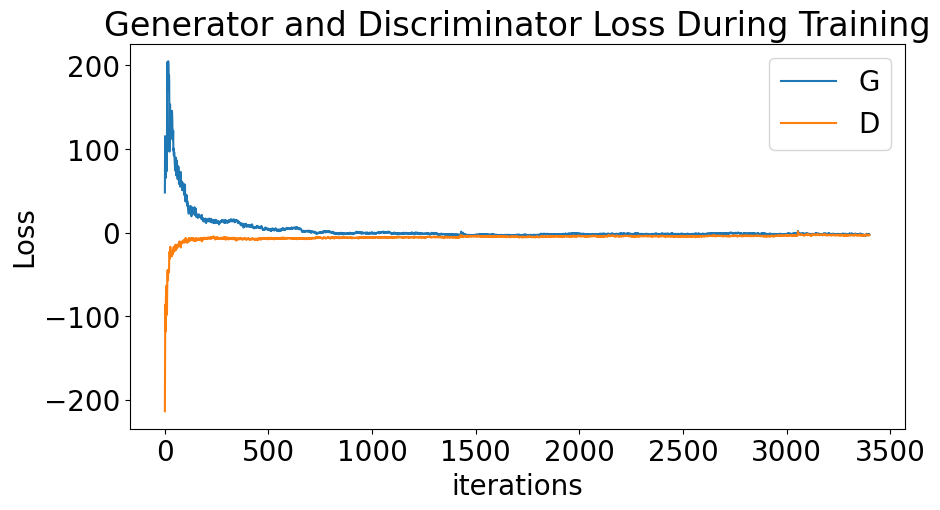 Generator and Discriminator Loss During Training
200
100
0
−100
−200
Loss
G
D
0 500 1000 1500 2000 2500 3000 3500
iterations